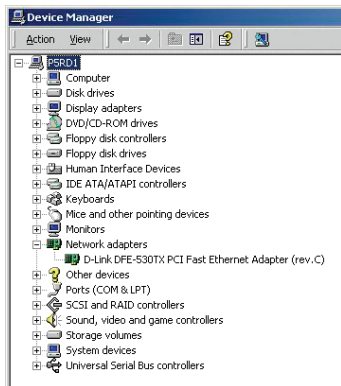 Device Manager
Action View
PSRD1
Computer
Disk drives
Display adapters
DVD/CD-ROM drives
Floppy disk controllers
Floppy disk drives
Human Interface Devices
IDE ATA/ATAPI controllers
Keyboards
Mice and other pointing devices
Monitors
Network adapters
D-Link DFE-530TX PCI Fast Ethernet Adapter (rev.C)
Other devices
Ports (COM & LPT)
SCSI and RAID controllers
Sound, video and game controllers
Storage volumes
System devices
Universal Serial Bus controllers